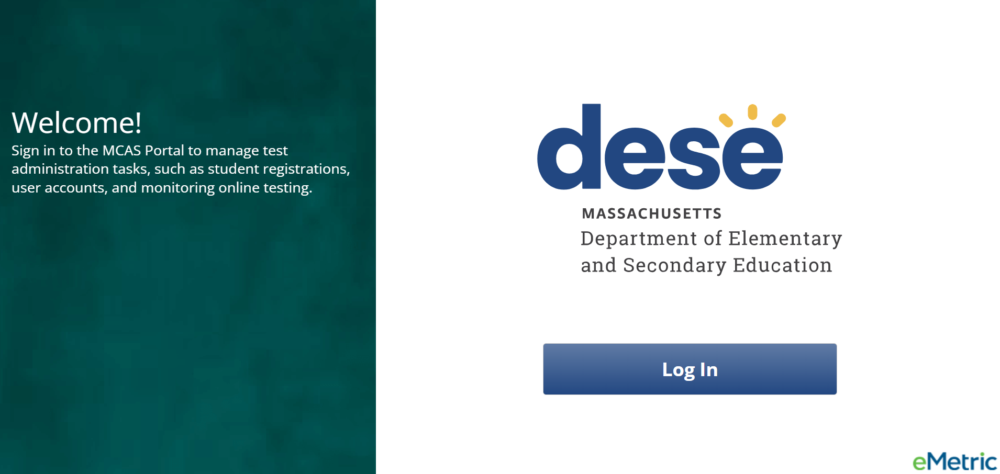 Welcome!
Sign in to the MCAS Portal to manage test
administration tasks, such as student registrations,
user accounts, and monitoring online testing.
dese
MASSACHUSETTS
Department of Elementary
and Secondary Education
Log In
eMetric